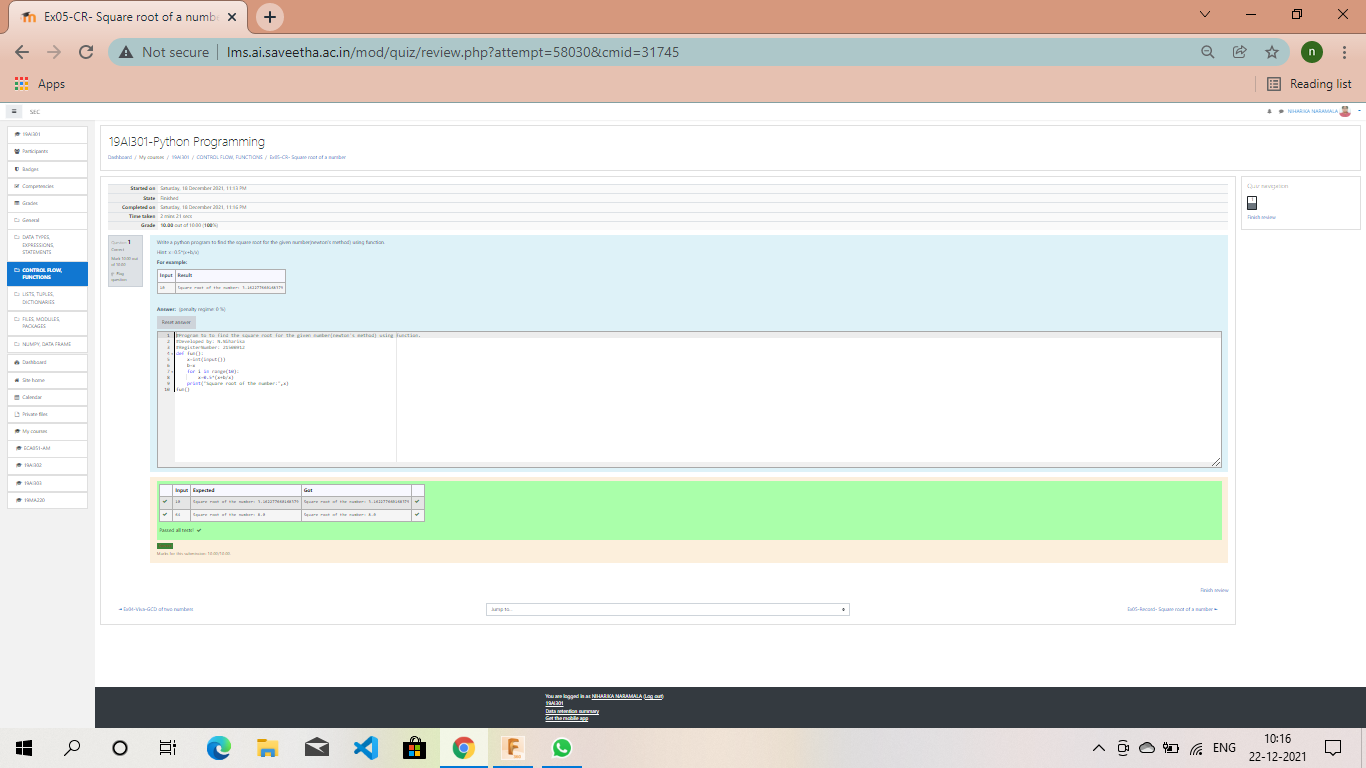 Ex05-CR- Square root of a numb
Not secure
lms.ai.saveetha.ac.in/mod/quiz/review.php?attempt=58030&cmid=31745
n
Apps
Reading list
SEC
NIHARIKA NARAMALA
19AI301
Participants
Badges
Competencies
Grades
General
DATA TYPES,
EXPRESSIONS,
STATEMENTS
CONTROL FLOW,
FUNCTIONS
LISTS, TUPLES,
DICTIONARIES
FILES, MODULES,
PACKAGES
NUMPY, DATA FRAME
Dashboard
Site home
Calendar
Private files
My courses
ECA051-AM
19AI302
19AI303
19MA220
19AI301-Python Programming
Dashboard / My courses / 19AI301 / CONTROL FLOW, FUNCTIONS / Ex05-CR- Square root of a number
Started on Saturday, 18 December 2021, 11:13 PM
State Finished
Completed on Saturday, 18 December 2021, 11:16 PM
Time taken 2 mins 21 secs
Grade 10.00 out of 10.00 (100%)
Question 1
Correct
Mark 10.00 out
of 10.00
Flag
question
Write a python program to find the square root for the given number(newton's method) using function.
Hint x: 0.5*(x+b/x)
For example:
Input Result
10 Square root of the number: 3.162277660168379
Answer: (penalty regime: 0 %)
Reset answer
1 #Program to to find the square root for the given number(newton's method) using function.
2 #Developed by: N.Niharika
3
4 def fun():
5 x=int(input())
6 b=x
7 for i in range(10):
8 x=0.5*(x+b/x)
9 print("Square root of the number:",x)
10 fun()
Input Expected Got
10 Square root of the number: 3.162277660168379 Square root of the number: 3.162277660168379
64 Square root of the number: 8.0 Square root of the number: 8.0
Passed all tests!
Marks for this submission: 10.00/10.00.
Finish review
Ex04-Viva-GCD of two numbers
Jump to...
Ex05-Record- Square root of a number
Quiz navigation
1
Finish review
You are logged in as NIHARIKA NARAMALA (Log out)
19AI301
Data retention summary
Get the mobile app
ENG
10:16
22-12-2021